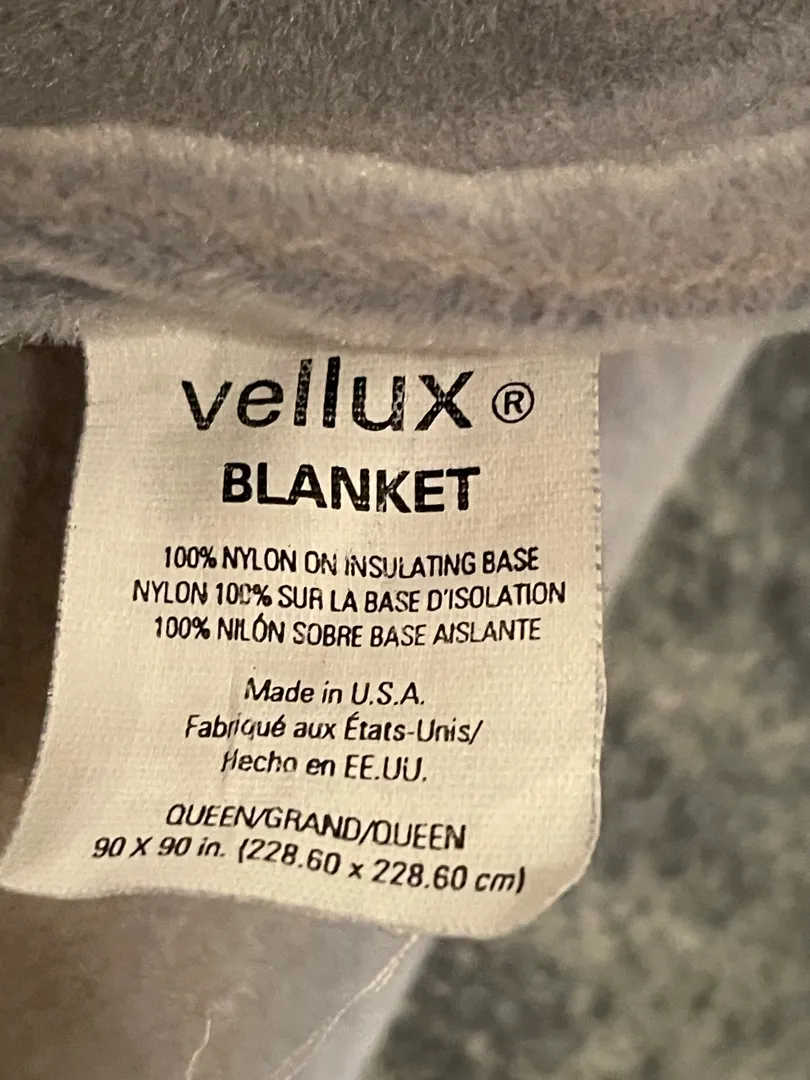 vellux®
BLANKET
100% NYLON ON INSULATING BASE
NYLON 100% SUR LA BASE D'ISOLATION
100% NILÓN SOBRE BASE AISLANTE
Made in U.S.A.
Fabriqué aux États-Unis/
Hecho en EE.UU.
QUEEN/GRAND/QUEEN
90 X 90 in. (228.60 x 228.60 cm)